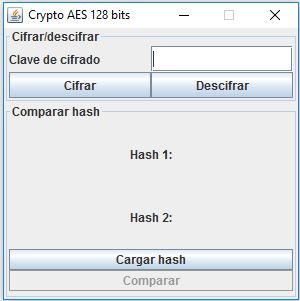 Crypto AES 128 bits
Cifrar/descifrar
Clave de cifrado
Cifrar Descifrar
Comparar hash
Hash 1:
Hash 2:
Cargar hash
Comparar